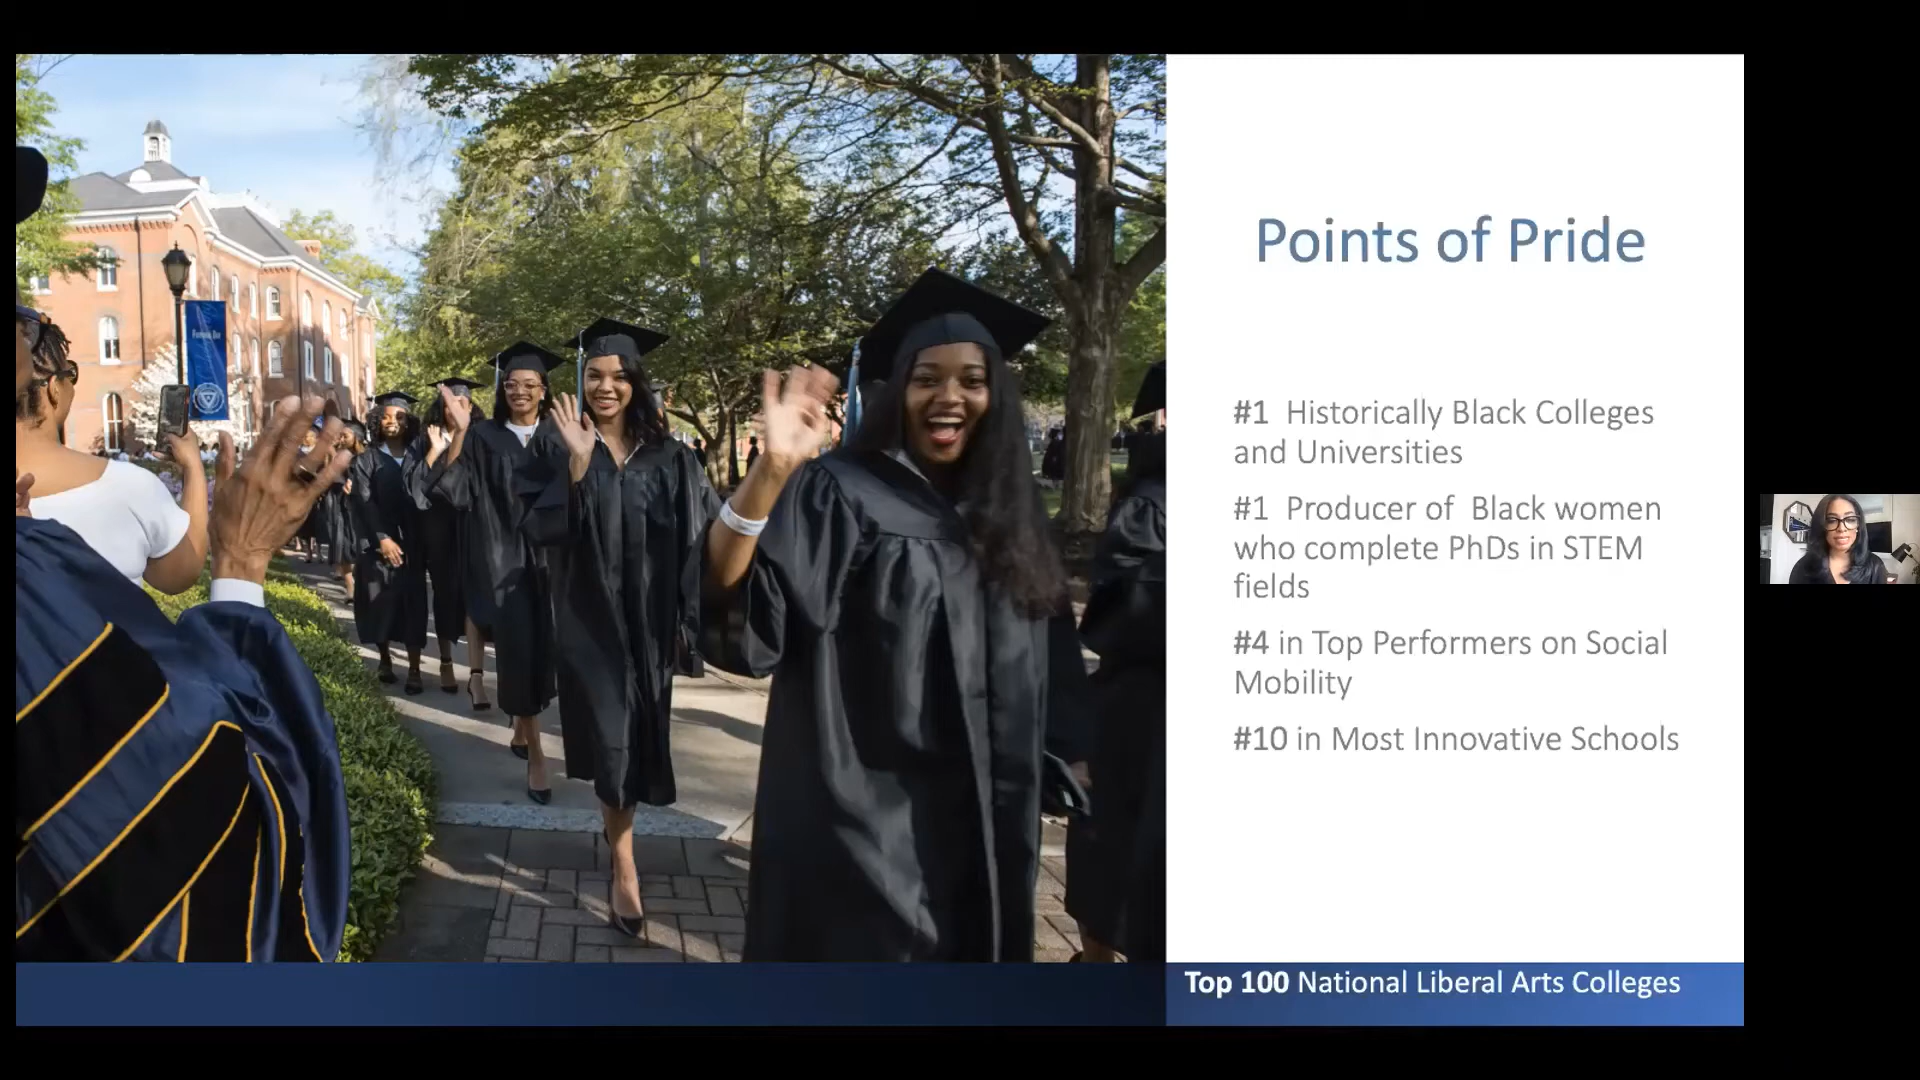 Points of Pride
#1 Historically Black Colleges
and Universities
#1 Producer of Black women
who complete PhDs in STEM
fields
#4 in Top Performers on Social
Mobility
#10 in Most Innovative Schools
Top 100 National Liberal Arts Colleges